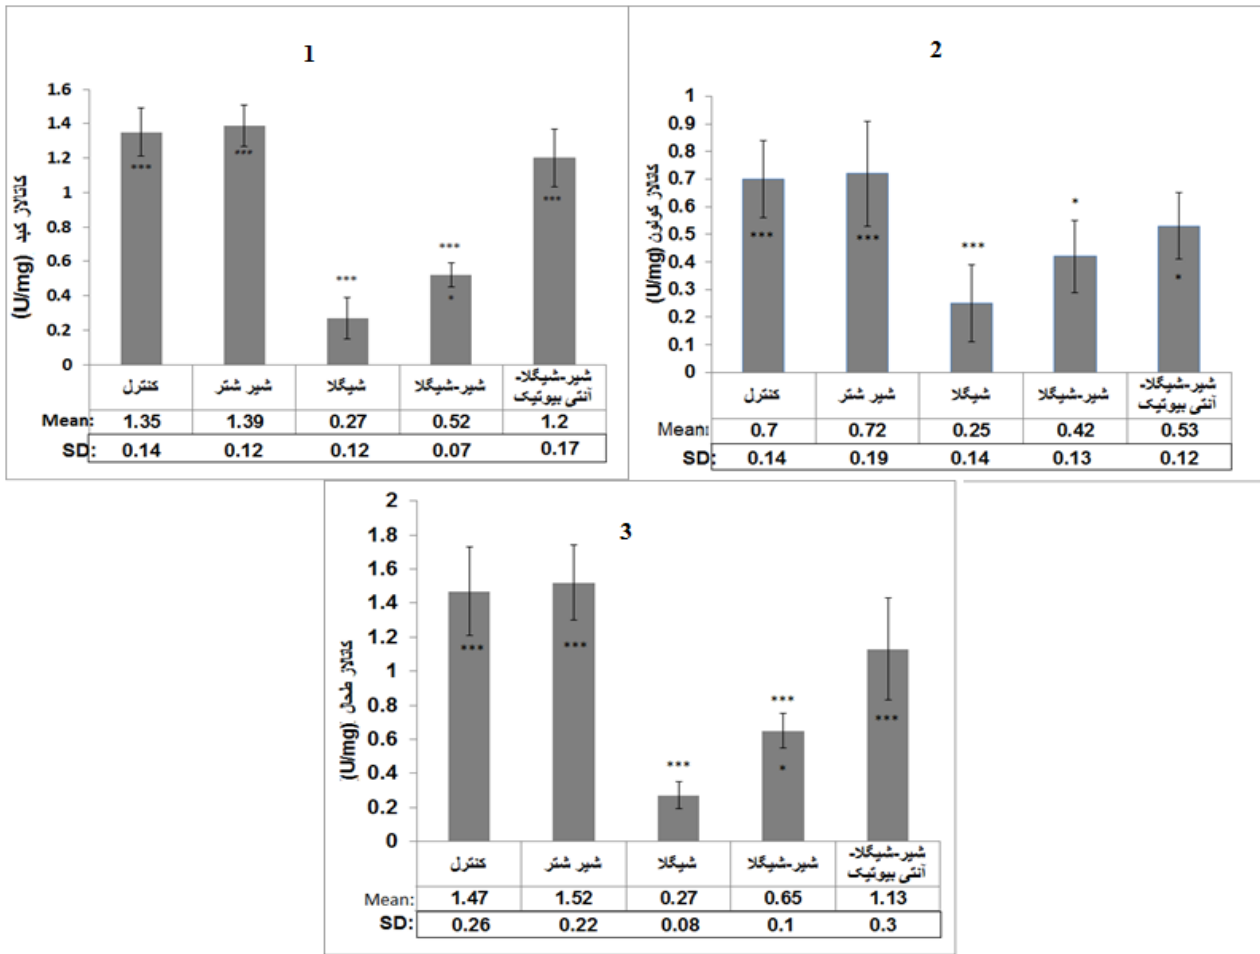 1
کاتالاز کبد (U/mg)
1.6
1.4
1.2
1
0.8
0.6
0.4
0.2
0
*** *** *** *** * ***
کنترل شیر شتر شیگلا شیر-شیگلا شیر-شیگلا-
آنتی بیوتیک
Mean: 1.35 1.39 0.27 0.52 1.2
SD: 0.14 0.12 0.12 0.07 0.17
2
کاتالاز کولون (U/mg)
1
0.9
0.8
0.7
0.6
0.5
0.4
0.3
0.2
0.1
0
*** *** *** * *
کنترل شیر شتر شیگلا شیر-شیگلا شیر-شیگلا-
آنتی بیوتیک
Mean: 0.7 0.72 0.25 0.42 0.53
SD: 0.14 0.19 0.14 0.13 0.12
3
کاتالاز طحال (U/mg)
2
1.8
1.6
1.4
1.2
1
0.8
0.6
0.4
0.2
0
*** *** *** *** * ***
کنترل شیر شتر شیگلا شیر-شیگلا شیر-شیگلا-
آنتی بیوتیک
Mean: 1.47 1.52 0.27 0.65 1.13
SD: 0.26 0.22 0.08 0.1 0.3